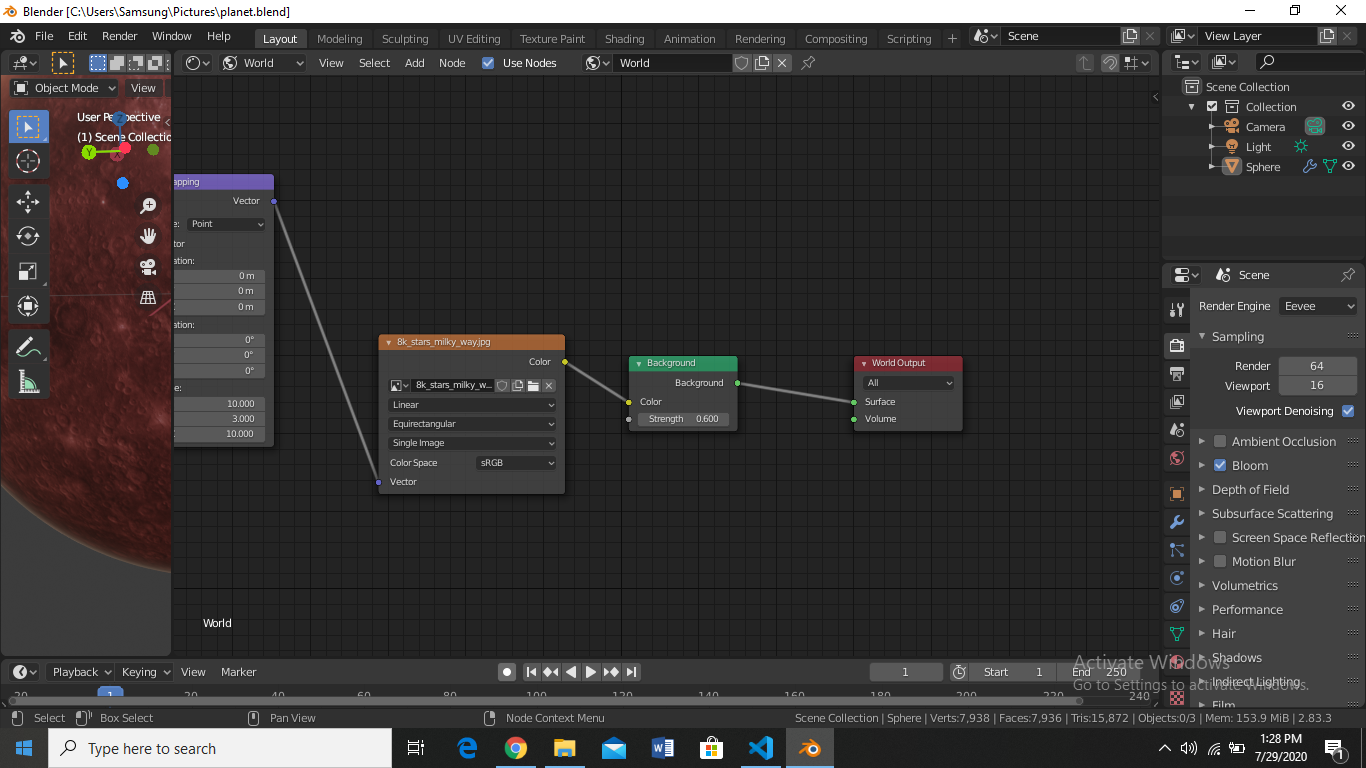 Blender [C:\Users\Samsung\Pictures\planet.blend]
File Edit Render Window Help Layout Modeling Sculpting UV Editing Texture Paint Shading Animation Rendering Compositing Scripting + Scene View Layer
World View Select Add Node Use Nodes World
Object Mode View
User Perspective
(1) Scene Collectio
Z
Y
X
apping
Vector
e: Point
tor
ation:
0 m
0 m
0 m
ation:
0°
0°
0°
e:
10.000
3.000
10.000
8k_stars_milky_way.jpg
Color
8k_stars_milky_w...
Linear
Equirectangular
Single Image
Color Space sRGB
Vector
Background
Background
Color
Strength 0.600
World Output
All
Surface
Volume
World
Scene Collection
Collection
Camera
Light
Sphere
Scene
Render Engine Eevee
Sampling
Render 64
Viewport 16
Viewport Denoising
Ambient Occlusion
Bloom
Depth of Field
Subsurface Scattering
Screen Space Reflection
Motion Blur
Volumetrics
Performance
Hair
Shadows
Indirect Lighting
Film
Activate Windows
Go to Settings to activate Windows.
Playback Keying View Marker 1 Start 1 End 250
20 1 20 40 60 80 100 120 140 160 180 200 220 240
Select Box Select Pan View Node Context Menu Scene Collection | Sphere | Verts:7,938 | Faces:7,936 | Tris:15,872 | Objects:0/3 | Mem: 153.9 MiB | 2.83.3
Type here to search
1:28 PM
7/29/2020
1